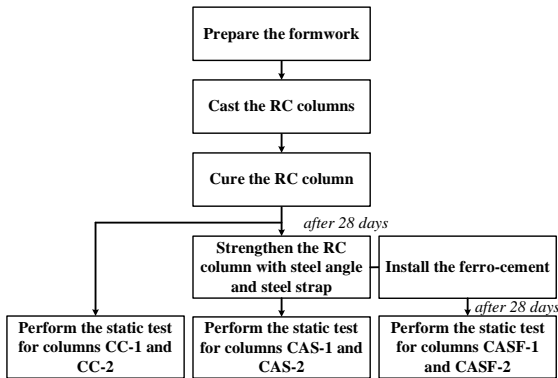 Prepare the formwork
Cast the RC columns
Cure the RC column
after 28 days
Strengthen the RC
column with steel angle
and steel strap
Install the ferro-cement
after 28 days
Perform the static test
for columns CC-1 and
CC-2
Perform the static test
for columns CAS-1 and
CAS-2
Perform the static test
for columns CASF-1
and CASF-2